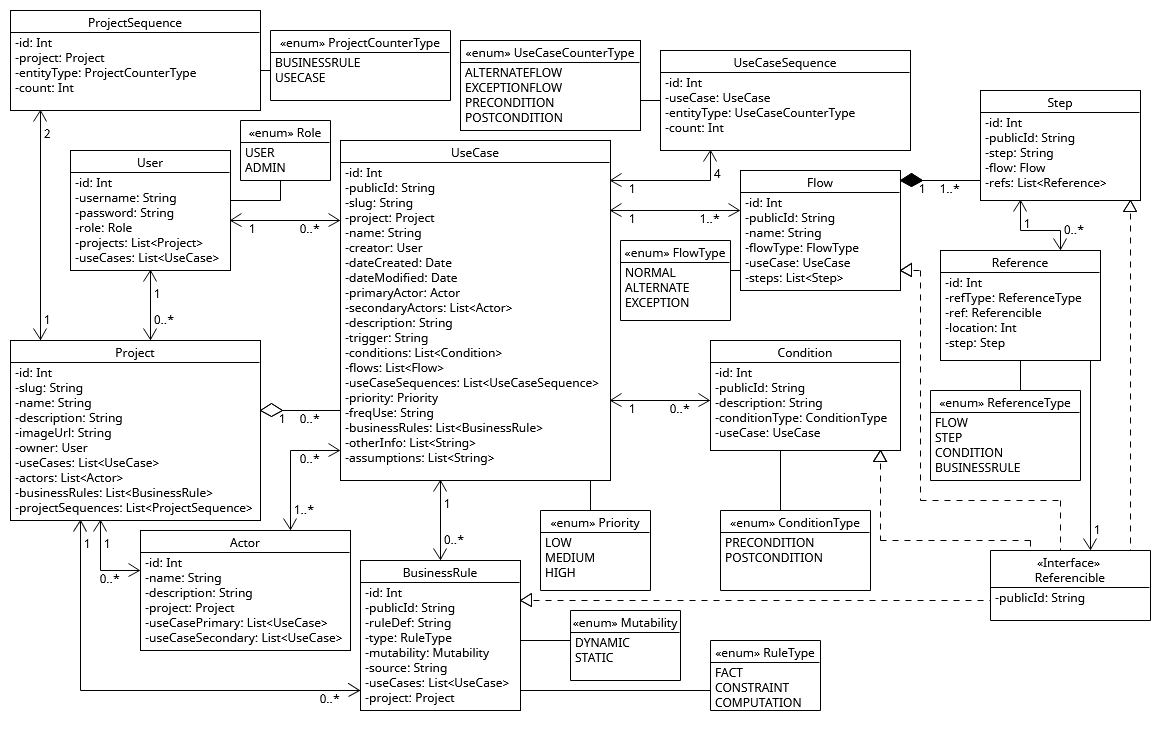 ProjectSequence
-id: Int
-project: Project
-entityType: ProjectCounterType
-count: Int
«enum» ProjectCounterType
BUSINESSRULE
USECASE
«enum» UseCaseCounterType
ALTERNATEFLOW
EXCEPTIONFLOW
PRECONDITION
POSTCONDITION
UseCaseSequence
-id: Int
-useCase: UseCase
-entityType: UseCaseCounterType
-count: Int
Step
-id: Int
-publicId: String
-step: String
-flow: Flow
-refs: List<Reference>
2
1
«enum» Role
USER
ADMIN
User
-id: Int
-username: String
-password: String
-role: Role
-projects: List<Project>
-useCases: List<UseCase>
1
0..*
1
0..*
UseCase
-id: Int
-publicId: String
-slug: String
-project: Project
-name: String
-creator: User
-dateCreated: Date
-dateModified: Date
-primaryActor: Actor
-secondaryActors: List<Actor>
-description: String
-trigger: String
-conditions: List<Condition>
-flows: List<Flow>
-useCaseSequences: List<UseCaseSequence>
-priority: Priority
-freqUse: String
-businessRules: List<BusinessRule>
-otherInfo: List<String>
-assumptions: List<String>
1
4
1
1..*
Flow
-id: Int
-publicId: String
-name: String
-flowType: FlowType
-useCase: UseCase
-steps: List<Step>
1
1..*
«enum» FlowType
NORMAL
ALTERNATE
EXCEPTION
1
0..*
Reference
-id: Int
-refType: ReferenceType
-ref: Referencible
-location: Int
-step: Step
Project
-id: Int
-slug: String
-name: String
-description: String
-imageUrl: String
-owner: User
-useCases: List<UseCase>
-actors: List<Actor>
-businessRules: List<BusinessRule>
-projectSequences: List<ProjectSequence>
1
0..*
0..*
1..*
1
0..*
Condition
-id: Int
-publicId: String
-description: String
-conditionType: ConditionType
-useCase: UseCase
«enum» ReferenceType
FLOW
STEP
CONDITION
BUSINESSRULE
1
1
1
0..*
Actor
-id: Int
-name: String
-description: String
-project: Project
-useCasePrimary: List<UseCase>
-useCaseSecondary: List<UseCase>
1
0..*
«enum» Priority
LOW
MEDIUM
HIGH
«enum» ConditionType
PRECONDITION
POSTCONDITION
«Interface»
Referencible
-publicId: String
BusinessRule
-id: Int
-publicId: String
-ruleDef: String
-type: RuleType
-mutability: Mutability
-source: String
-useCases: List<UseCase>
-project: Project
0..*
«enum» Mutability
DYNAMIC
STATIC
«enum» RuleType
FACT
CONSTRAINT
COMPUTATION